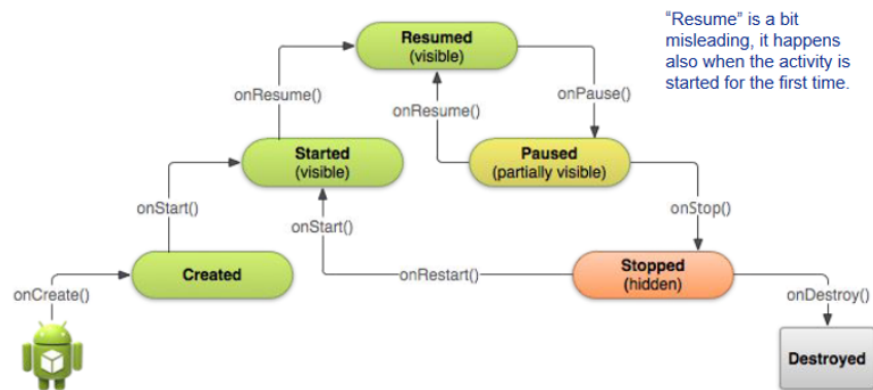 “Resume” is a bit
misleading, it happens
also when the activity is
started for the first time.
Resumed
(visible)
onResume()
onResume()
onPause()
Started
(visible)
Paused
(partially visible)
onStart()
onStart()
onStop()
Created
onRestart()
Stopped
(hidden)
onCreate()
onDestroy()
Destroyed